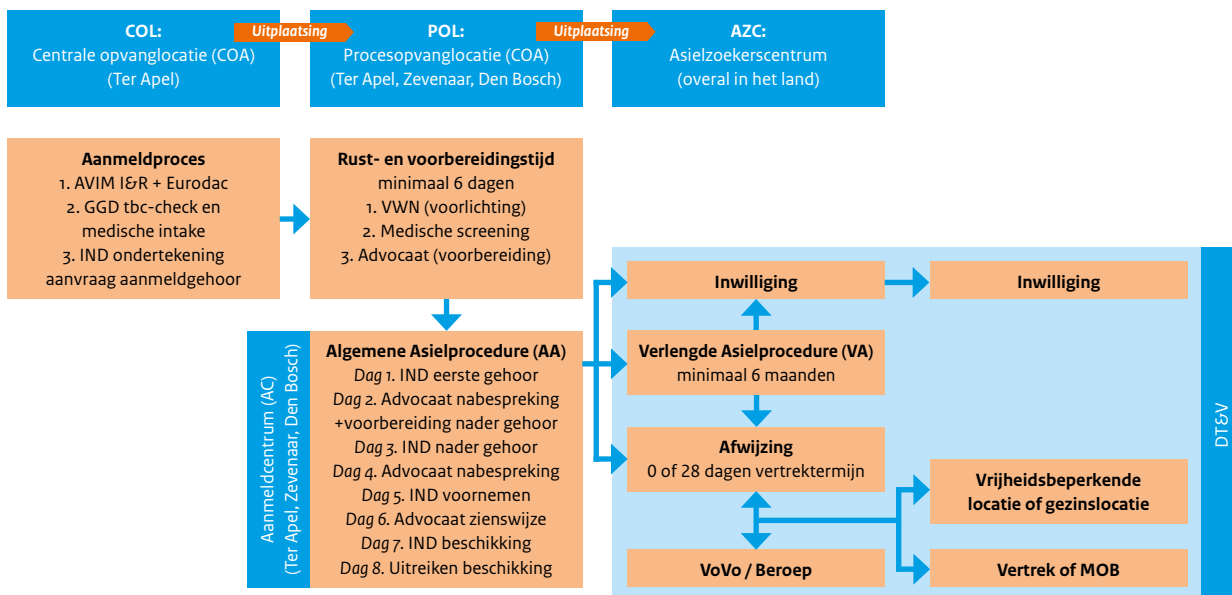 COL:
Centrale opvanglocatie (COA)
(Ter Apel)
Uitplaatsing
POL:
Procesopvanglocatie (COA)
(Ter Apel, Zevenaar, Den Bosch)
Uitplaatsing
AZC:
Asielzoekerscentrum
(overal in het land)
Aanmeldproces
1. AVIM I&R + Eurodac
2. GGD tbc-check en
medische intake
3. IND ondertekening
aanvraag aanmeldgehoor
Rust- en voorbereidingstijd
minimaal 6 dagen
1. VWN (voorlichting)
2. Medische screening
3. Advocaat (voorbereiding)
Aanmeldcentrum (AC)
(Ter Apel, Zevenaar, Den Bosch)
Algemene Asielprocedure (AA)
Dag 1. IND eerste gehoor
Dag 2. Advocaat nabespreking
+voorbereiding nader gehoor
Dag 3. IND nader gehoor
Dag 4. Advocaat nabespreking
Dag 5. IND voornemen
Dag 6. Advocaat zienswijze
Dag 7. IND beschikking
Dag 8. Uitreiken beschikking
Inwilliging
Inwilliging
Verlengde Asielprocedure (VA)
minimaal 6 maanden
Afwijzing
0 of 28 dagen vertrektermijn
Vrijheidsbeperkende
locatie of gezinslocatie
VoVo / Beroep
Vertrek of MOB
DT&V